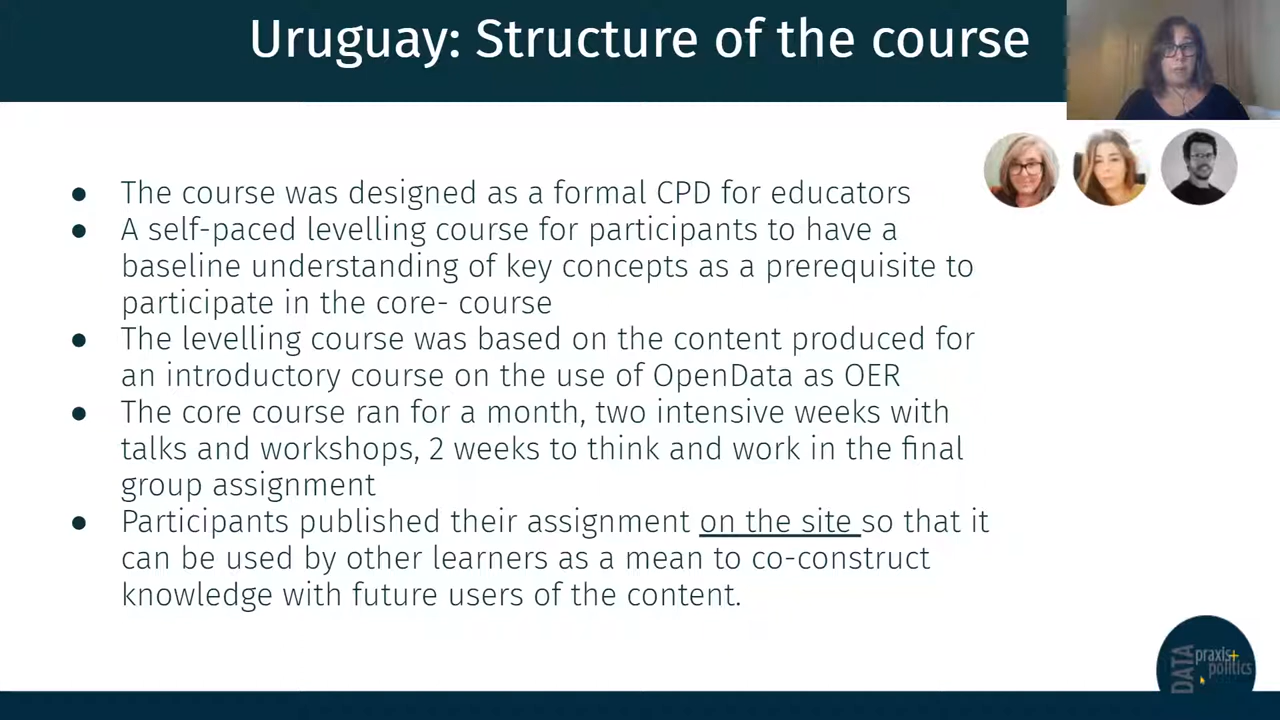 Uruguay: Structure of the course
● The course was designed as a formal CPD for educators
● A self-paced levelling course for participants to have a
baseline understanding of key concepts as a prerequisite to
participate in the core- course
● The levelling course was based on the content produced for
an introductory course on the use of OpenData as OER
● The core course ran for a month, two intensive weeks with
talks and workshops, 2 weeks to think and work in the final
group assignment
● Participants published their assignment on the site so that it
can be used by other learners as a mean to co-construct
knowledge with future users of the content.
DATA
praxis+
politics